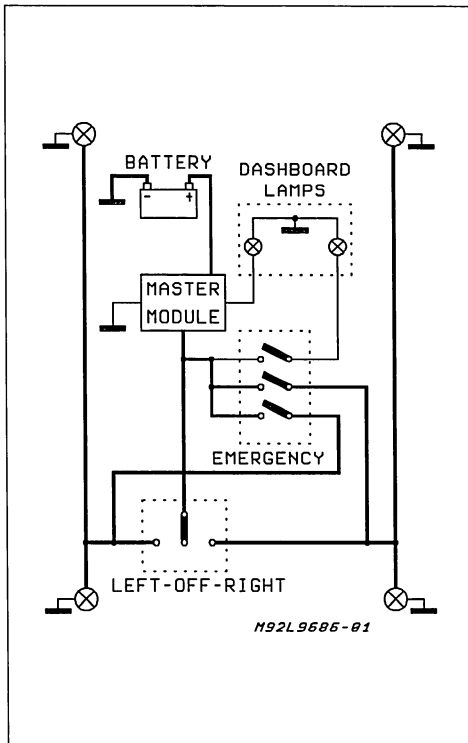 BATTERY
DASHBOARD
LAMPS
- +
MASTER
MODULE
EMERGENCY
LEFT-OFF-RIGHT
M92L9686-01